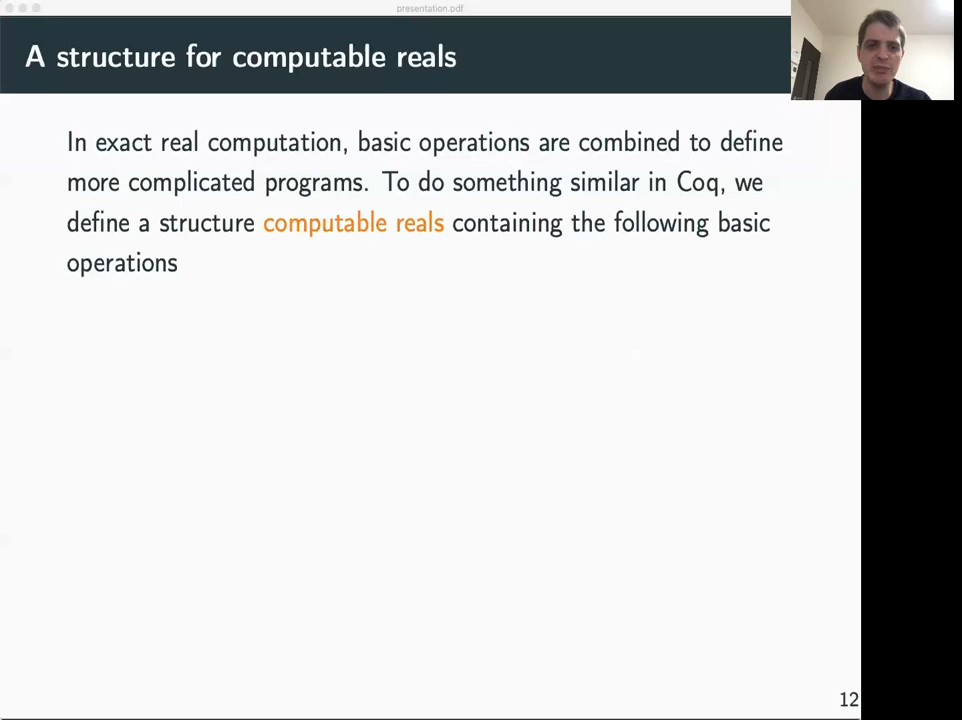 presentation.pdf
A structure for computable reals
In exact real computation, basic operations are combined to define
more complicated programs. To do something similar in Coq, we
define a structure computable reals containing the following basic
operations
12